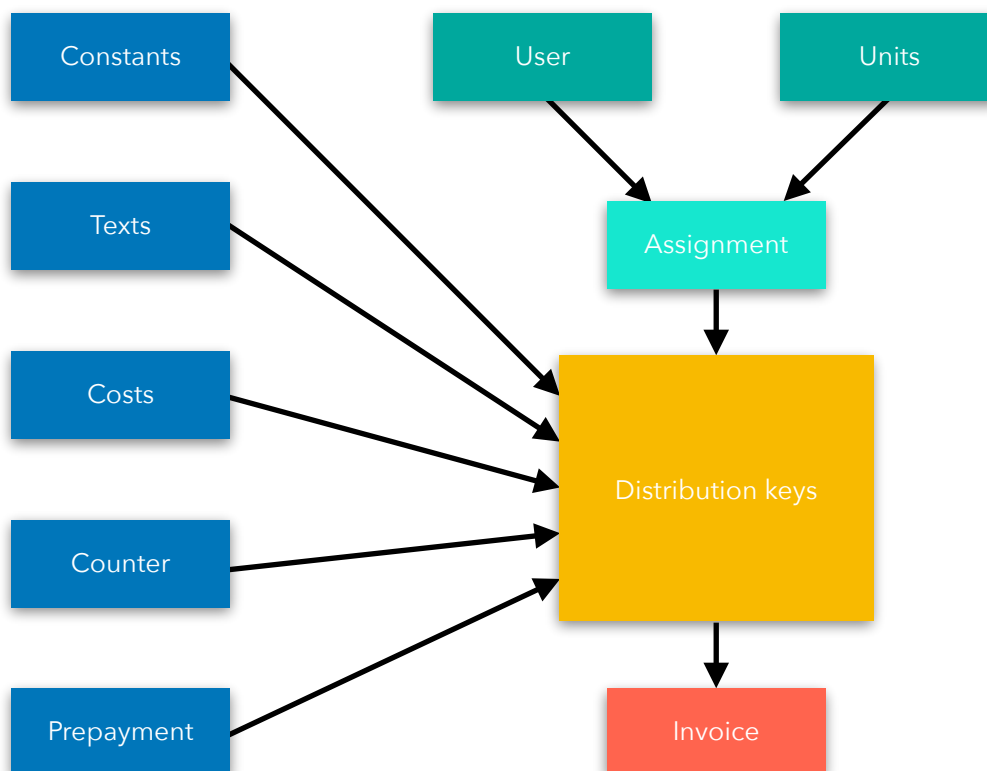 Constants
User
Units
Texts
Assignment
Costs
Distribution keys
Counter
Prepayment
Invoice